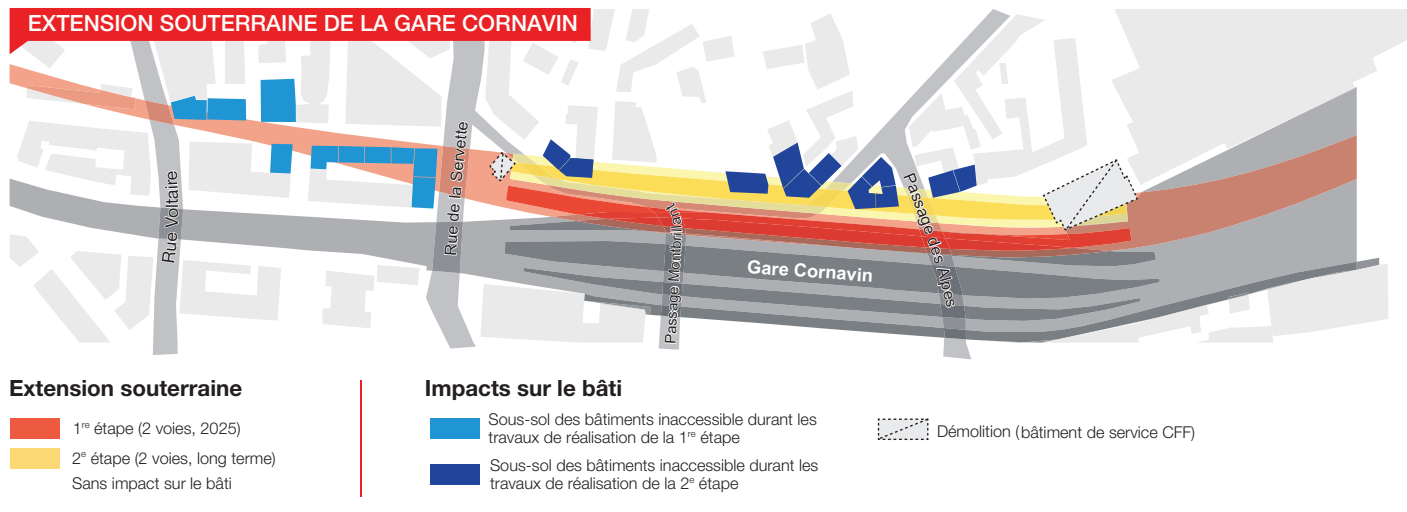 EXTENSION SOUTERRAINE DE LA GARE CORNAVIN
Rue Voltaire
Rue de la Servette
Passage Montbrillant
Gare Cornavin
Passage des Alpes
Extension souterraine
1re étape (2 voies, 2025)
2e étape (2 voies, long terme)
Sans impact sur le bâti
Impacts sur le bâti
Sous-sol des bâtiments inaccessible durant les
travaux de réalisation de la 1re étape
Sous-sol des bâtiments inaccessible durant les
travaux de réalisation de la 2e étape
Démolition (bâtiment de service CFF)